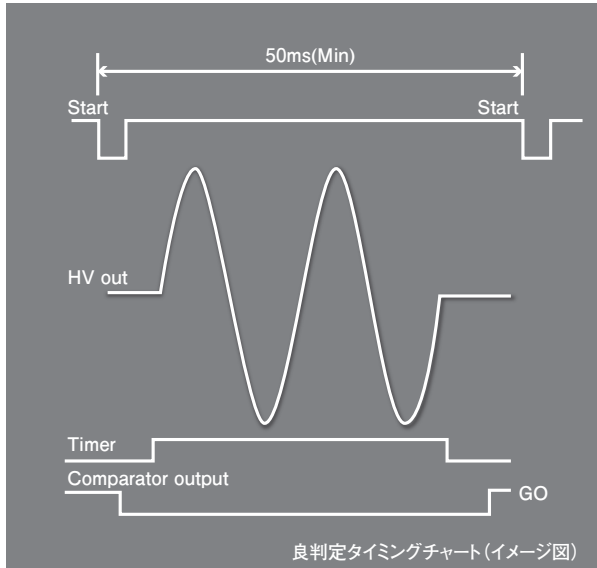 50ms(Min)
Start
Start
HV out
Timer
Comparator output
GO
良判定タイミングチャート（イメージ図）